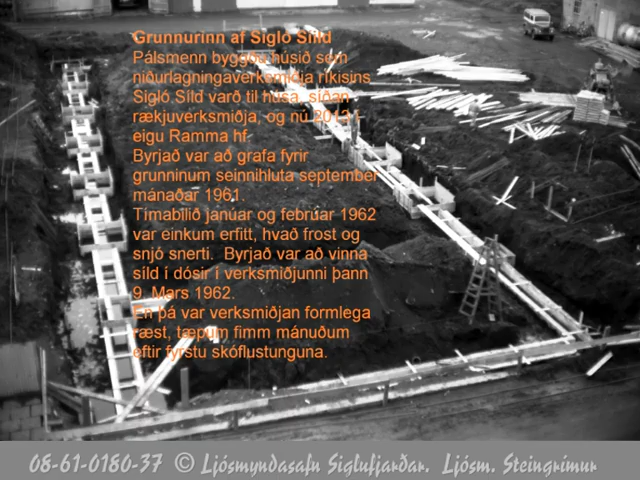 Grunnurinn af Sigló Síld
Pálsmenn byggðu húsið sem
niðurlagningaverksmiðja ríkisins
Sigló Síld varð til húsa, síðan
rækjuverksmiðja, og nú 2012 í
eigu Ramma hf.
Byrjað var að grafa fyrir
grunninum seinnihluta september
mánaðar 1961.
Tímabilið janúar og febrúar 1962
var einkum erfitt, hvað frost og
snjó snerti. Byrjað var að vinna
síld í dósir í verksmiðjunni þann
9. Mars 1962.
En þá var verksmiðjan formlega
ræst, tæpum fimm mánuðum
eftir fyrstu skóflustunguna.
08-61-0180-37 © Ljósmyndasafn Siglufjarðar. Ljósm. Steingrímur